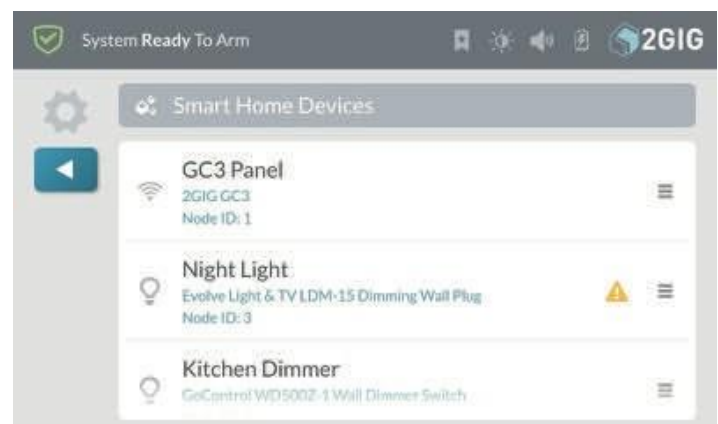 System Ready To Arm
2GIG
Smart Home Devices
GC3 Panel
2GIG GC3
Node ID: 1
Night Light
Evolve Light & TV LDM-15 Dimming Wall Plug
Node ID: 3
Kitchen Dimmer
GoControl WD500Z-1 Wall Dimmer Switch